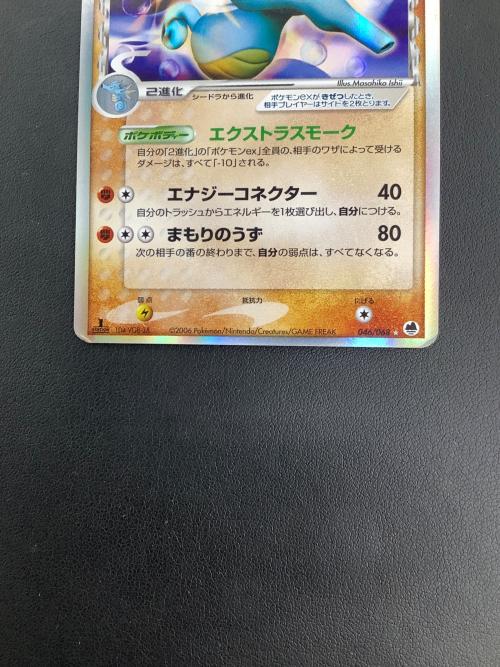 Illus.Masahiko Ishii
2進化 シードラから進化
ポケモンexが きぜつしたとき、
相手プレイヤーはサイドを2枚とります。
ポケボディー エクストラスモーク
自分の「2進化」の「ポケモンex」全員の、相手のワザによって受ける
ダメージは、すべて「-10」される。
エナジーコネクター 40
自分のトラッシュからエネルギーを1枚選び出し、自分につける。
まもりのうず 80
次の相手の番の終わりまで、自分の弱点は、すべてなくなる。
弱点 抵抗力 にげる
1 EDITION ©2006 Pokémon/Nintendo/Creatures/GAME FREAK 046/068 ★